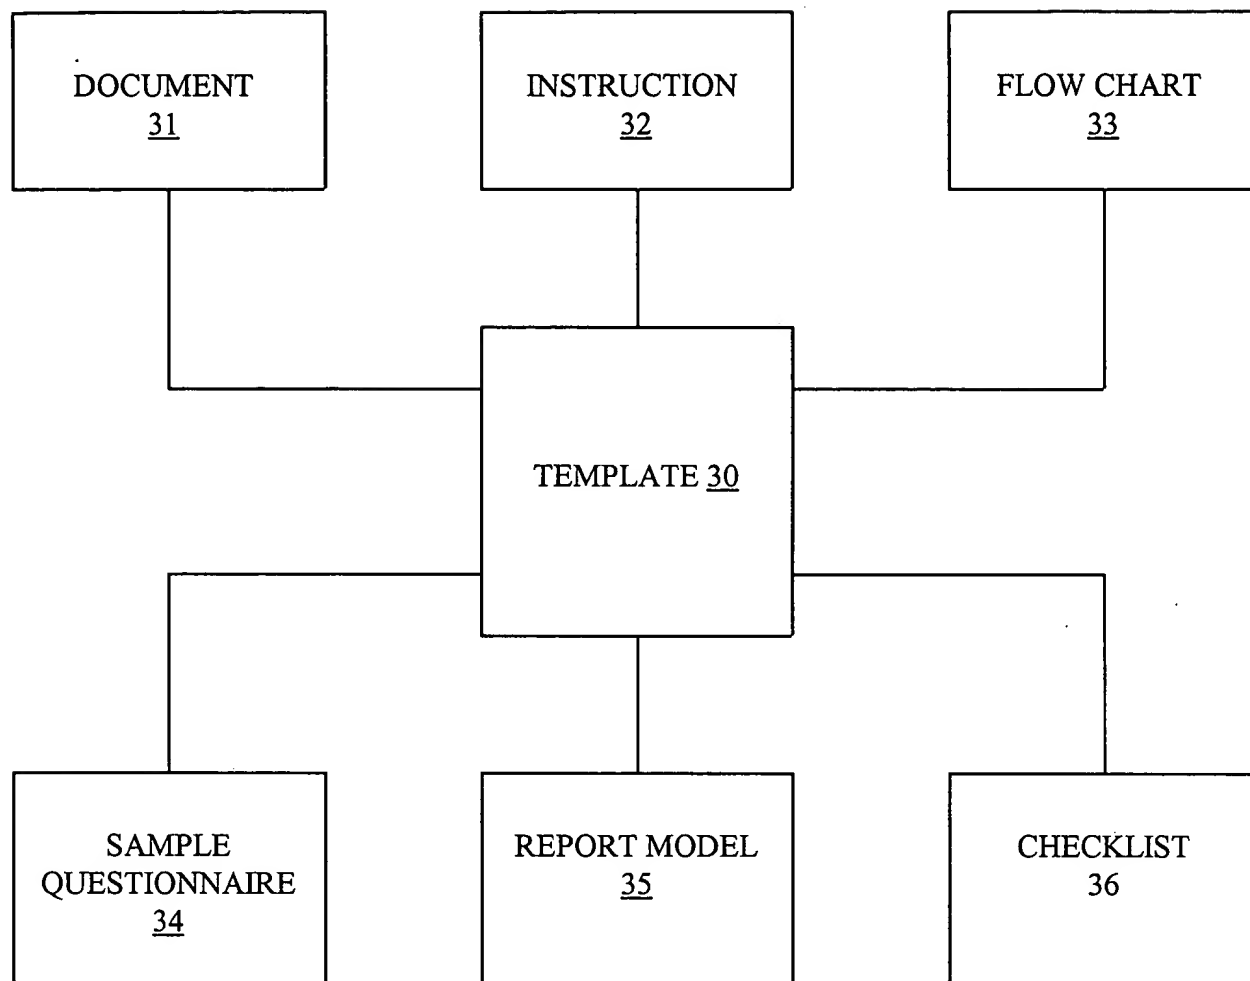 DOCUMENT
31
INSTRUCTION
32
FLOW CHART
33
TEMPLATE 30
SAMPLE
QUESTIONNAIRE
34
REPORT MODEL
35
CHECKLIST
36